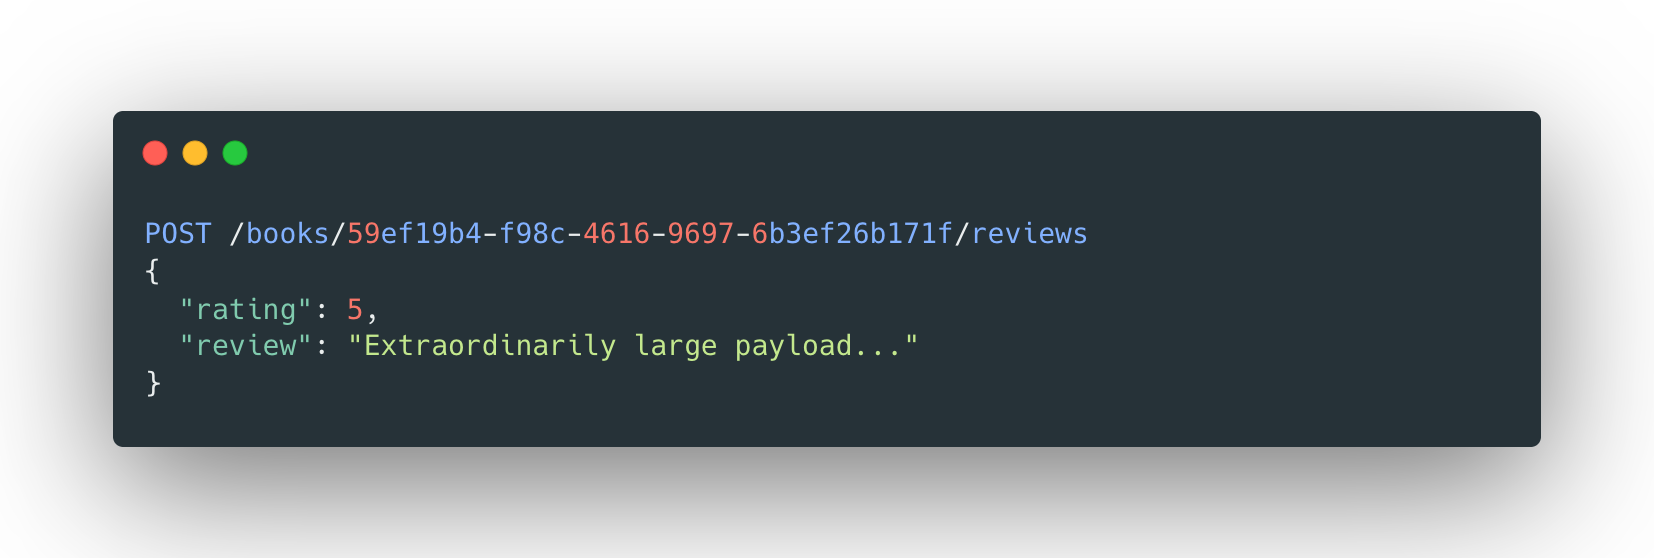 POST /books/59ef19b4-f98c-4616-9697-6b3ef26b171f/reviews
{
  "rating": 5,
  "review": "Extraordinarily large payload..."
}